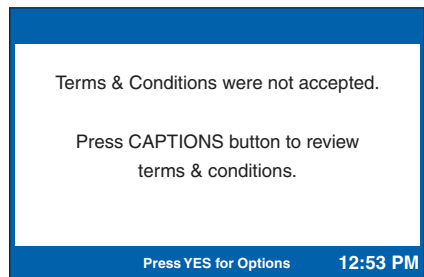 Terms & Conditions were not accepted.
Press CAPTIONS button to review
terms & conditions.
Press YES for Options 12:53 PM